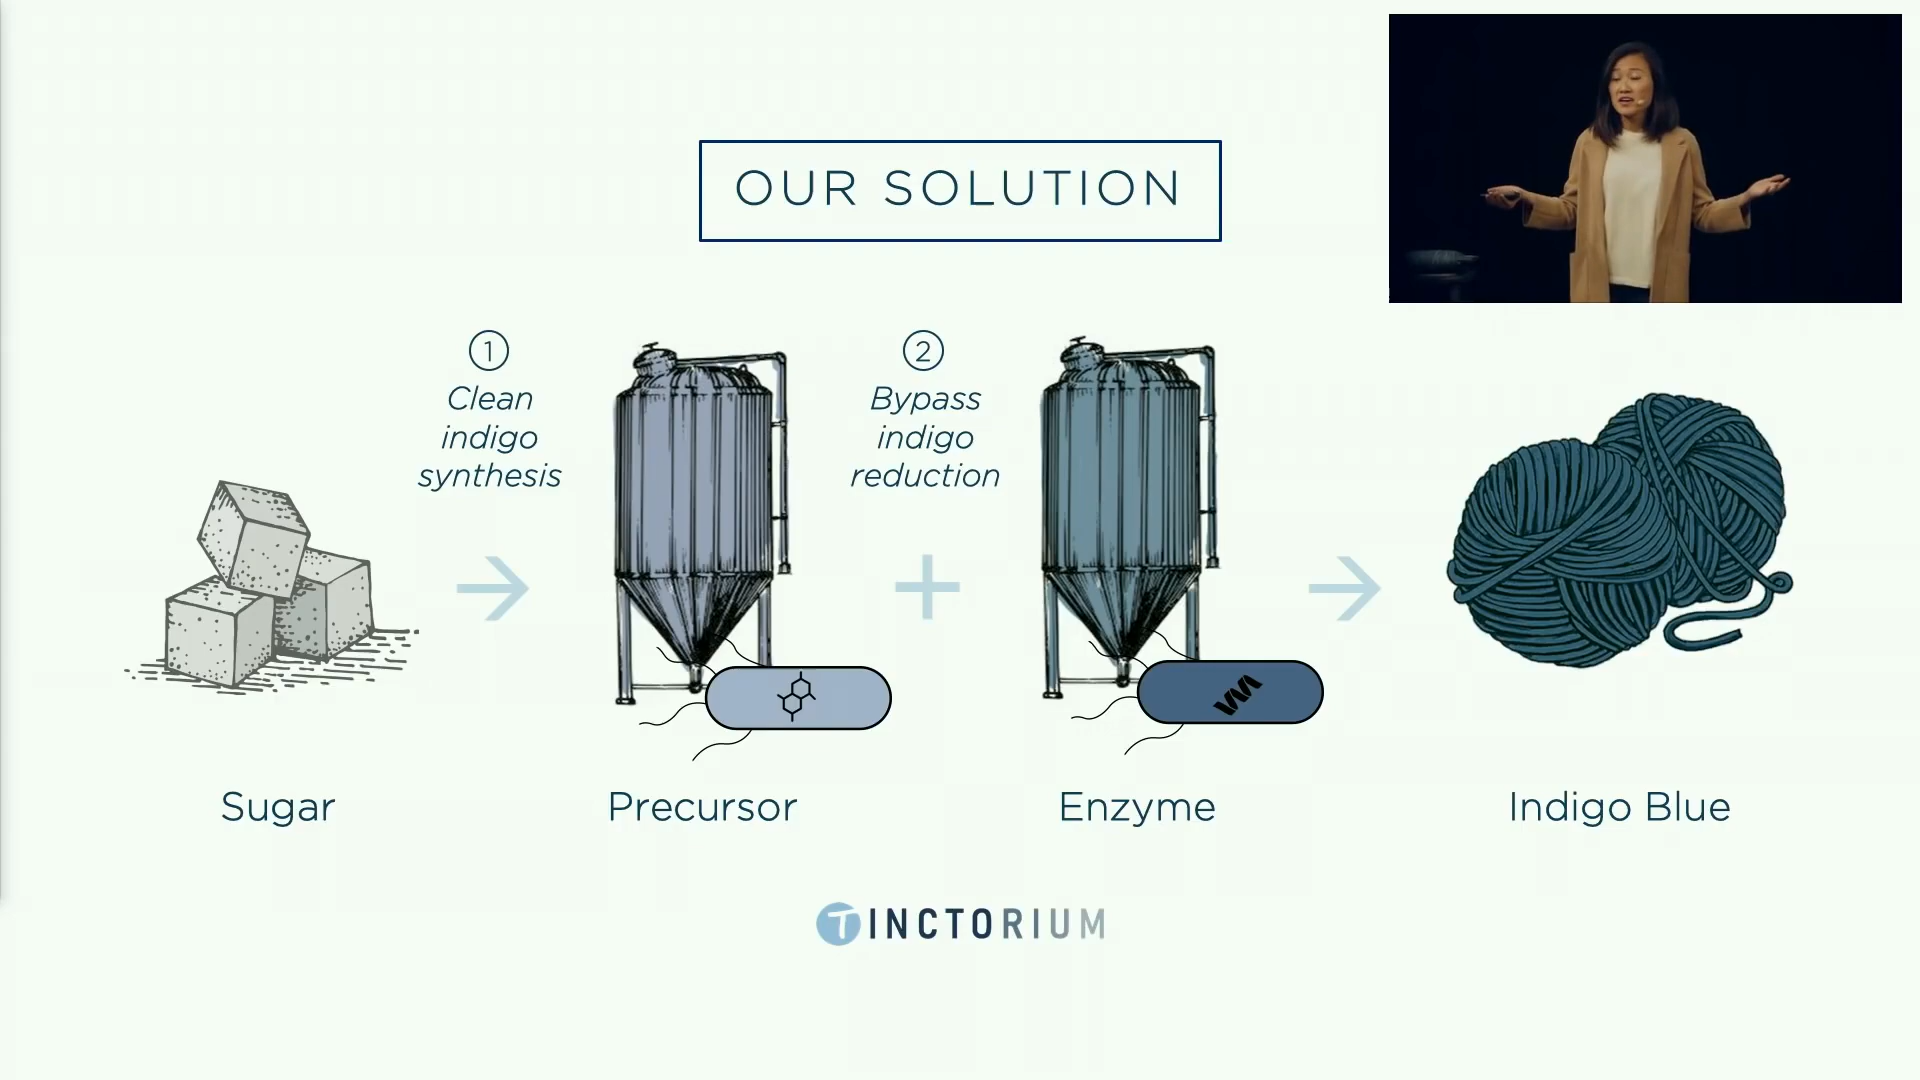 OUR SOLUTION
1
Clean
indigo
synthesis
2
Bypass
indigo
reduction
Sugar
Precursor
Enzyme
Indigo Blue
TINCTORIUM